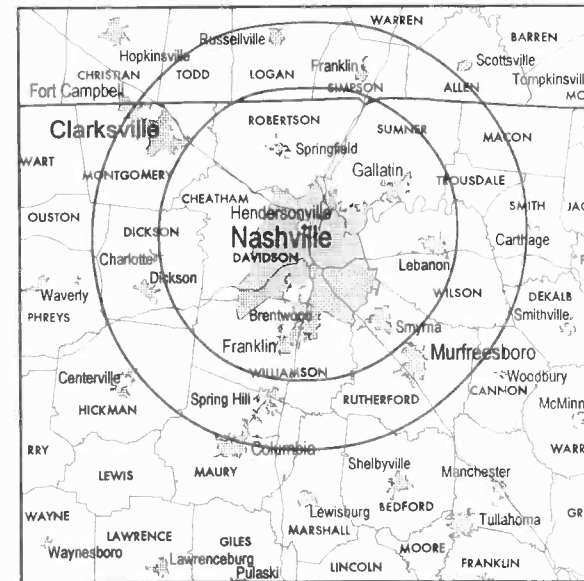 WARREN
Russellville
BARREN
Hopkinsville
Scottsville
CHRISTIAN
TODD
LOGAN
Franklin
Tompkinsville
Fort Campbell
SIMPSON
ALLEN
MO
ROBERTSON
Clarksville
SUMNER
MACON
Springfield
WART
Gallatin
MONTGOMERY
TROUSDALE
CHEATHAM
SMITH
JAC
OUSTON
Hendersonville
DICKSON
Nashville
Carthage
Charlotte
DAVIDSON
Lebanon
Dickson
Waverly
WILSON
DEKALB
PHREYS
Brentwood
Smyrna
Smithville
Franklin
Murfreesboro
WILLIAMSON
Woodbury
Centerville
CANNON
Spring Hill
RUTHERFORD
McMinn
HICKMAN
RRY
Columbia
WARR
LEWIS
MAURY
Shelbyville
Manchester
WAYNE
Lewisburg
BEDFORD
GR
LAWRENCE
GILES
MARSHALL
Tullahoma
Waynesboro
MOORE
Lawrenceburg
LINCOLN
FRANKLIN
Pulaski